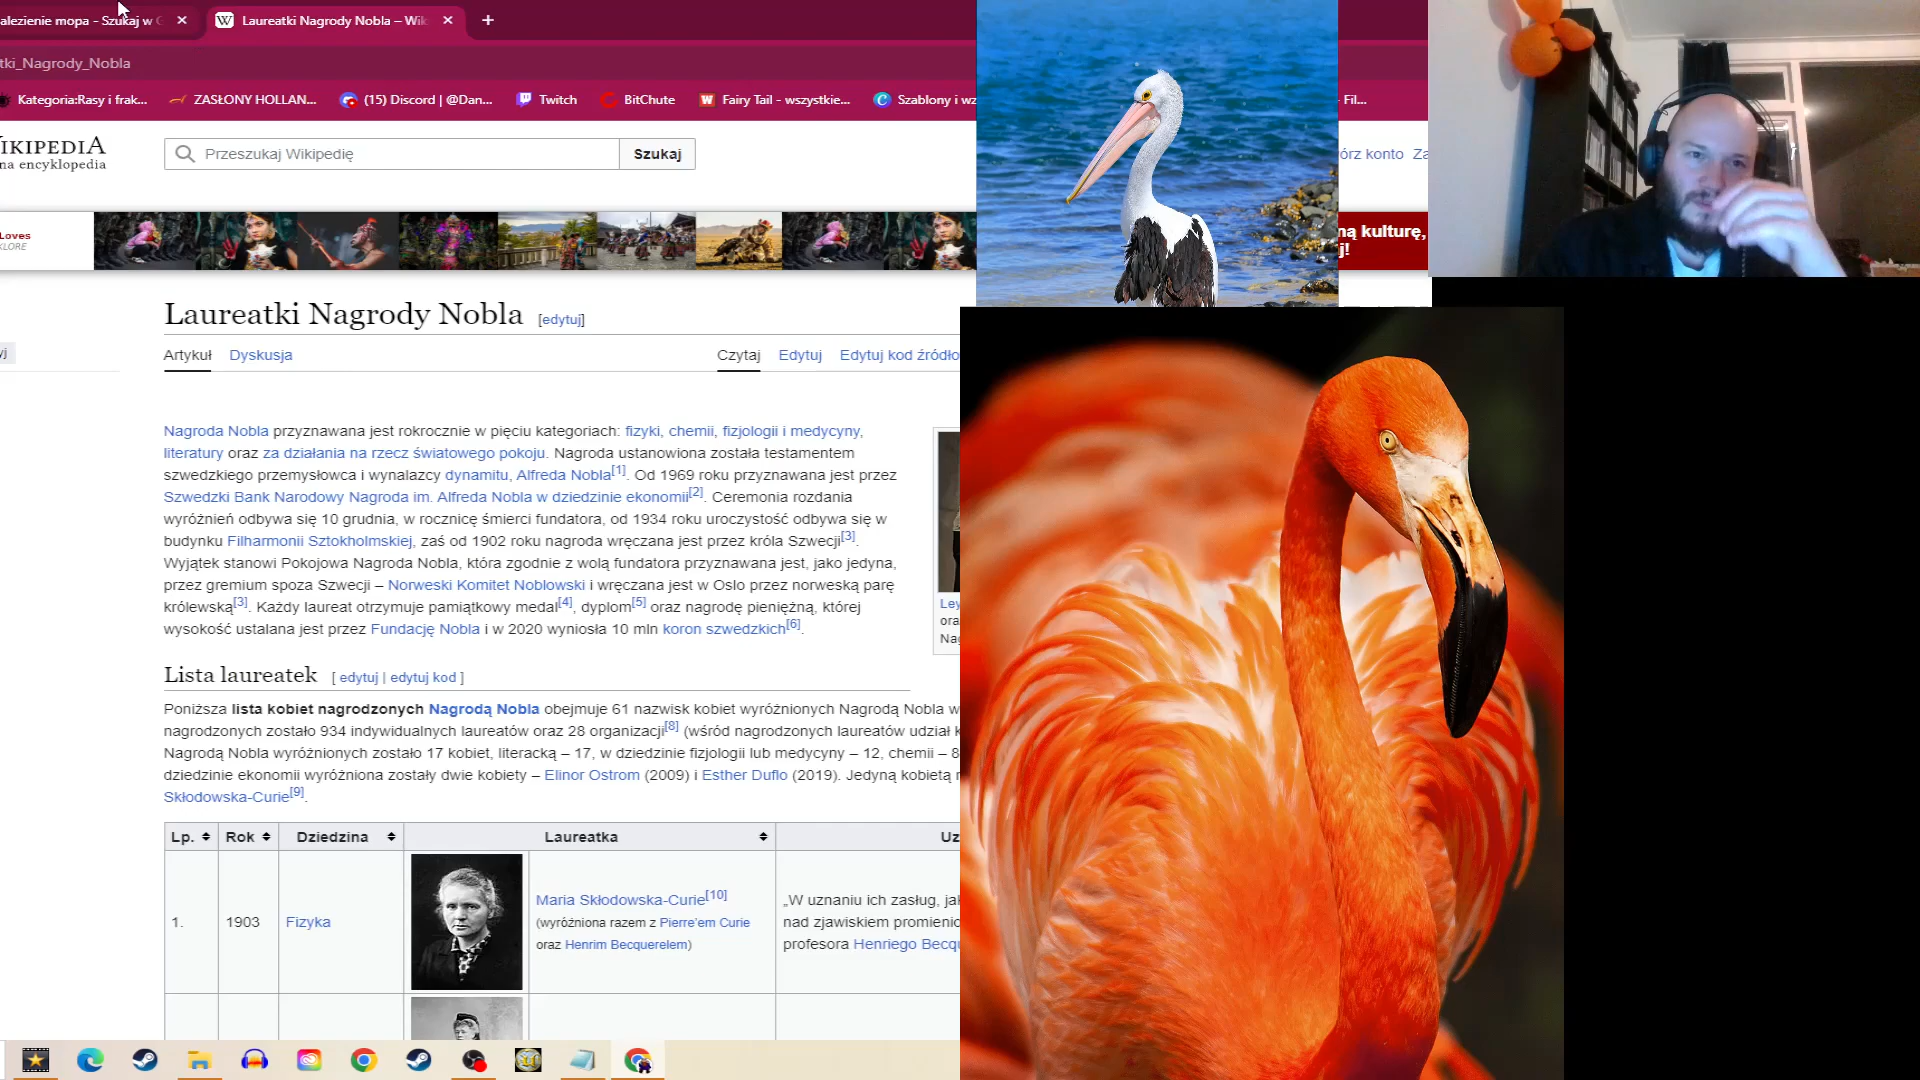 alezienie mopa - Szukaj w G
Laureatki Nagrody Nobla – Wik
tki_Nagrody_Nobla
Kategoria:Rasy i frak...
ZASŁONY HOLLAN...
(15) Discord | @Dan...
Twitch
BitChute
Fairy Tail - wszystkie...
Szablony i wz
- Fil...
IKIPEDIA
na encyklopedia
Przeszukaj Wikipedię
Szukaj
órz konto Za
Loves
KLORE
ną kulturę,
j!
Laureatki Nagrody Nobla [edytuj]
yj
Artykuł Dyskusja
Czytaj Edytuj Edytuj kod źródło
Nagroda Nobla przyznawana jest rokrocznie w pięciu kategoriach: fizyki, chemii, fizjologii i medycyny,
literatury oraz za działania na rzecz światowego pokoju. Nagroda ustanowiona została testamentem
szwedzkiego przemysłowca i wynalazcy dynamitu, Alfreda Nobla[1]. Od 1969 roku przyznawana jest przez
Szwedzki Bank Narodowy Nagroda im. Alfreda Nobla w dziedzinie ekonomii[2]. Ceremonia rozdania
wyróżnień odbywa się 10 grudnia, w rocznicę śmierci fundatora, od 1934 roku uroczystość odbywa się w
budynku Filharmonii Sztokholmskiej, zaś od 1902 roku nagroda wręczana jest przez króla Szwecji[3].
Wyjątek stanowi Pokojowa Nagroda Nobla, która zgodnie z wolą fundatora przyznawana jest, jako jedyna,
przez gremium spoza Szwecji – Norweski Komitet Noblowski i wręczana jest w Oslo przez norweską parę
królewską[3]. Każdy laureat otrzymuje pamiątkowy medal[4], dyplom[5] oraz nagrodę pieniężną, której
wysokość ustalana jest przez Fundację Nobla i w 2020 wyniosła 10 mln koron szwedzkich[6].
Ley
ora
Nag
Lista laureatek [ edytuj | edytuj kod ]
Poniższa lista kobiet nagrodzonych Nagrodą Nobla obejmuje 61 nazwisk kobiet wyróżnionych Nagrodą Nobla w
nagrodzonych zostało 934 indywidualnych laureatów oraz 28 organizacji[8] (wśród nagrodzonych laureatów udział k
Nagrodą Nobla wyróżnionych zostało 17 kobiet, literacką – 17, w dziedzinie fizjologii lub medycyny – 12, chemii – 8
dziedzinie ekonomii wyróżniona zostały dwie kobiety – Elinor Ostrom (2009) i Esther Duflo (2019). Jedyną kobietą
Skłodowska-Curie[9].
Lp. Rok Dziedzina Laureatka Uz
1. 1903 Fizyka
Maria Skłodowska-Curie[10]
(wyróżniona razem z Pierre'em Curie
oraz Henrim Becquerelem)
„W uznaniu ich zasług, jak
nad zjawiskiem promienio
profesora Henriego Becqu